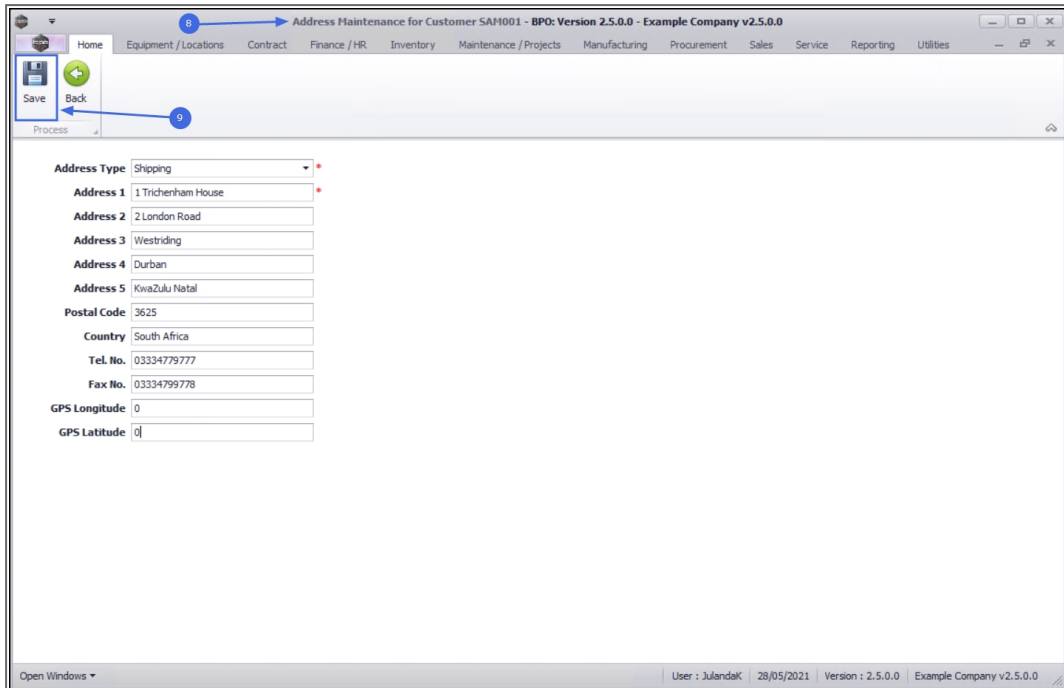 8
Address Maintenance for Customer SAM001 - BPO: Version 2.5.0.0 - Example Company v2.5.0.0
Home Equipment / Locations Contract Finance / HR Inventory Maintenance / Projects Manufacturing Procurement Sales Service Reporting Utilities
Save Back
9
Process
Address Type Shipping *
Address 1 1 Trichenham House *
Address 2 2 London Road
Address 3 Westriding
Address 4 Durban
Address 5 KwaZulu Natal
Postal Code 3625
Country South Africa
Tel. No. 03334779777
Fax No. 03334799778
GPS Longitude 0
GPS Latitude 0
Open Windows User : JulandaK 28/05/2021 Version : 2.5.0.0 Example Company v2.5.0.0